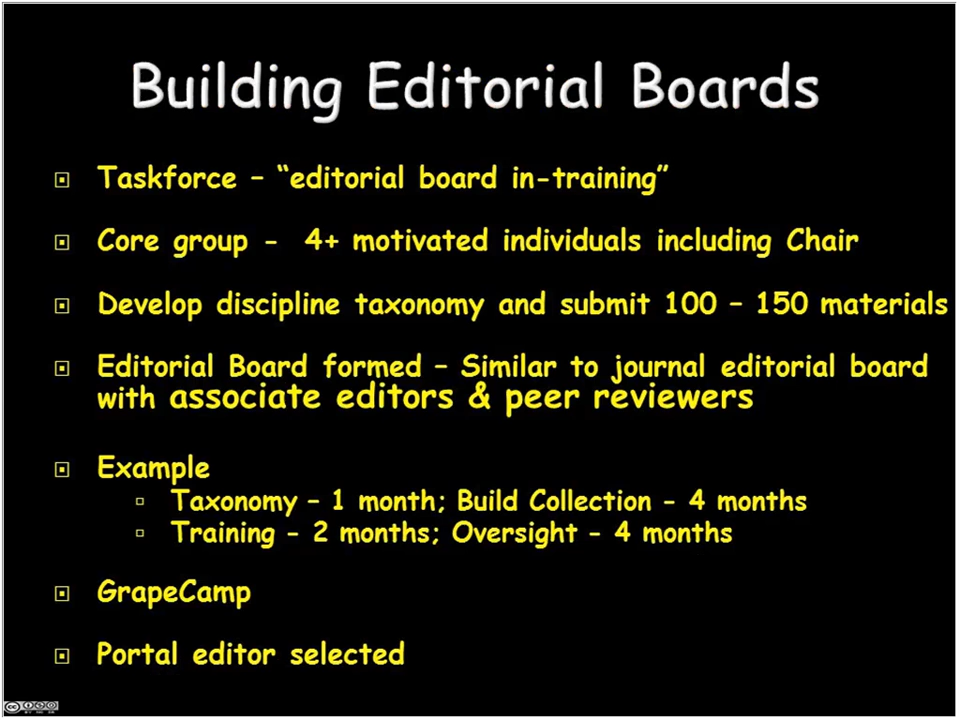 Building Editorial Boards
Taskforce – “editorial board in-training”
Core group - 4+ motivated individuals including Chair
Develop discipline taxonomy and submit 100 – 150 materials
Editorial Board formed – Similar to journal editorial board
with associate editors & peer reviewers
Example
Taxonomy – 1 month; Build Collection - 4 months
Training - 2 months; Oversight - 4 months
GrapeCamp
Portal editor selected